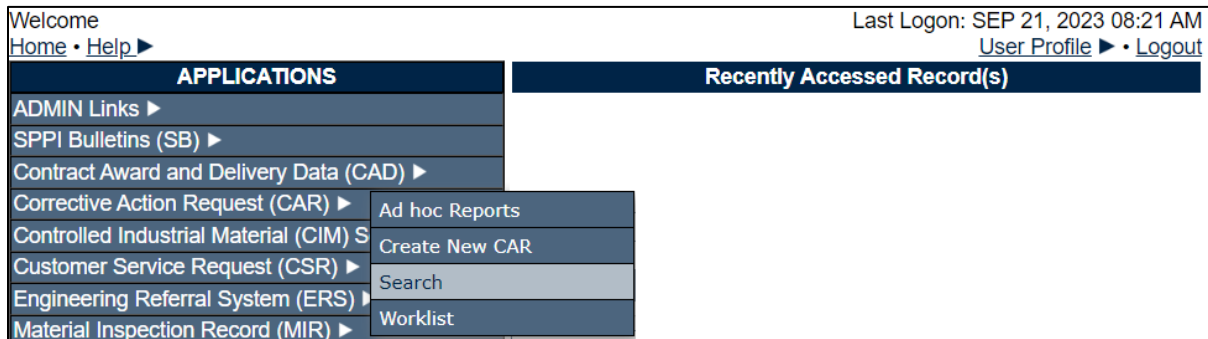 Welcome
Last Logon: SEP 21, 2023 08:21 AM
Home • Help ▶
User Profile ▶ • Logout
APPLICATIONS
Recently Accessed Record(s)
ADMIN Links ▶
SPPI Bulletins (SB) ▶
Contract Award and Delivery Data (CAD) ▶
Corrective Action Request (CAR) ▶
Ad hoc Reports
Controlled Industrial Material (CIM) S
Create New CAR
Customer Service Request (CSR) ▶
Search
Engineering Referral System (ERS) ▶
Worklist
Material Inspection Record (MIR) ▶